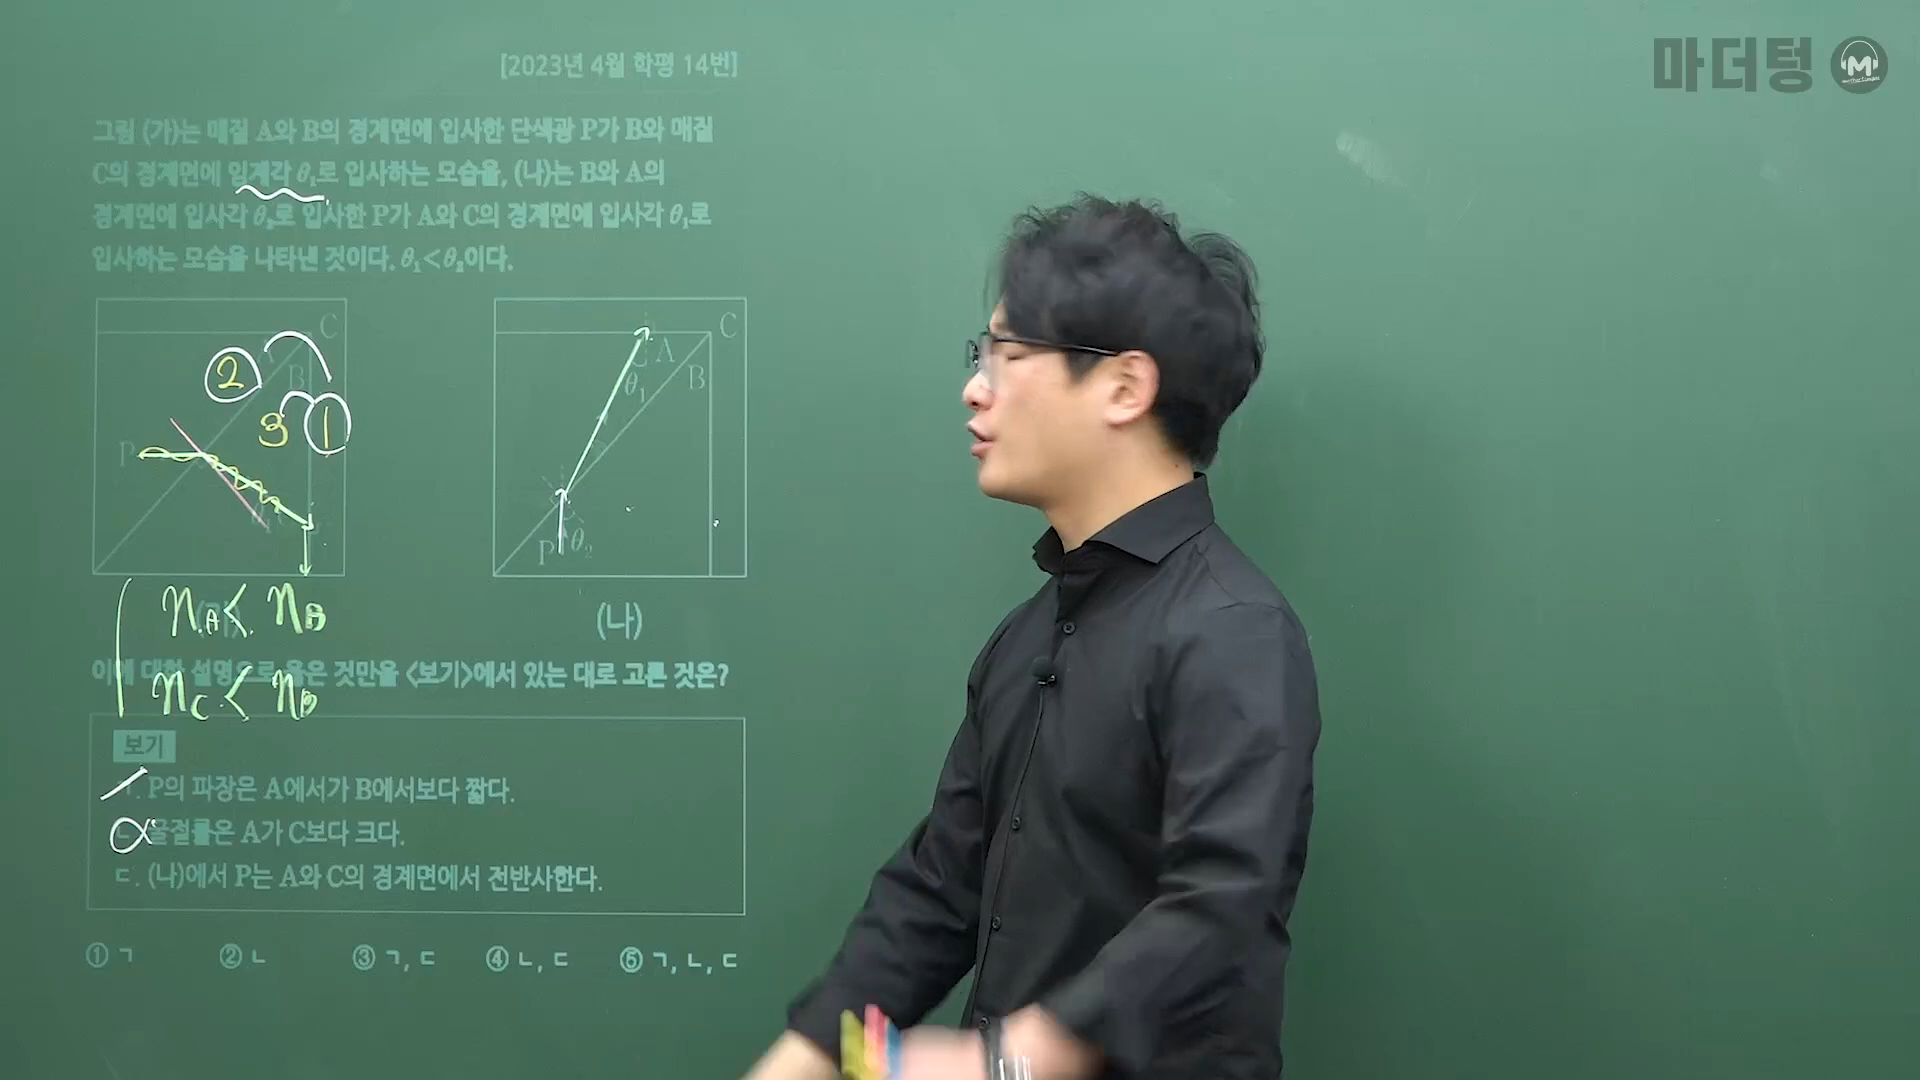 마더텅 M
[2023년 4월 학평 14번]
그림 (가)는 매질 A와 B의 경계면에 입사한 단색광 P가 B와 매질
C의 경계면에 임계각 θ₁로 입사하는 모습을, (나)는 B와 A의
경계면에 입사각 θ₂로 입사한 P가 A와 C의 경계면에 입사각 θ₁로
입사하는 모습을 나타낸 것이다. θ₁<θ₂이다.
C
B
2
3
1
P
C
A
B
θ₁
P
θ₂
n_A < n_B
(나)
이에 대한 설명으로 옳은 것만을 <보기>에서 있는 대로 고른 것은?
n_C < n_B
보기
P의 파장은 A에서가 B에서보다 짧다.
굴절률은 A가 C보다 크다.
ㄷ. (나)에서 P는 A와 C의 경계면에서 전반사한다.
① ㄱ ② ㄴ ③ ㄱ, ㄷ ④ ㄴ, ㄷ ⑤ ㄱ, ㄴ, ㄷ